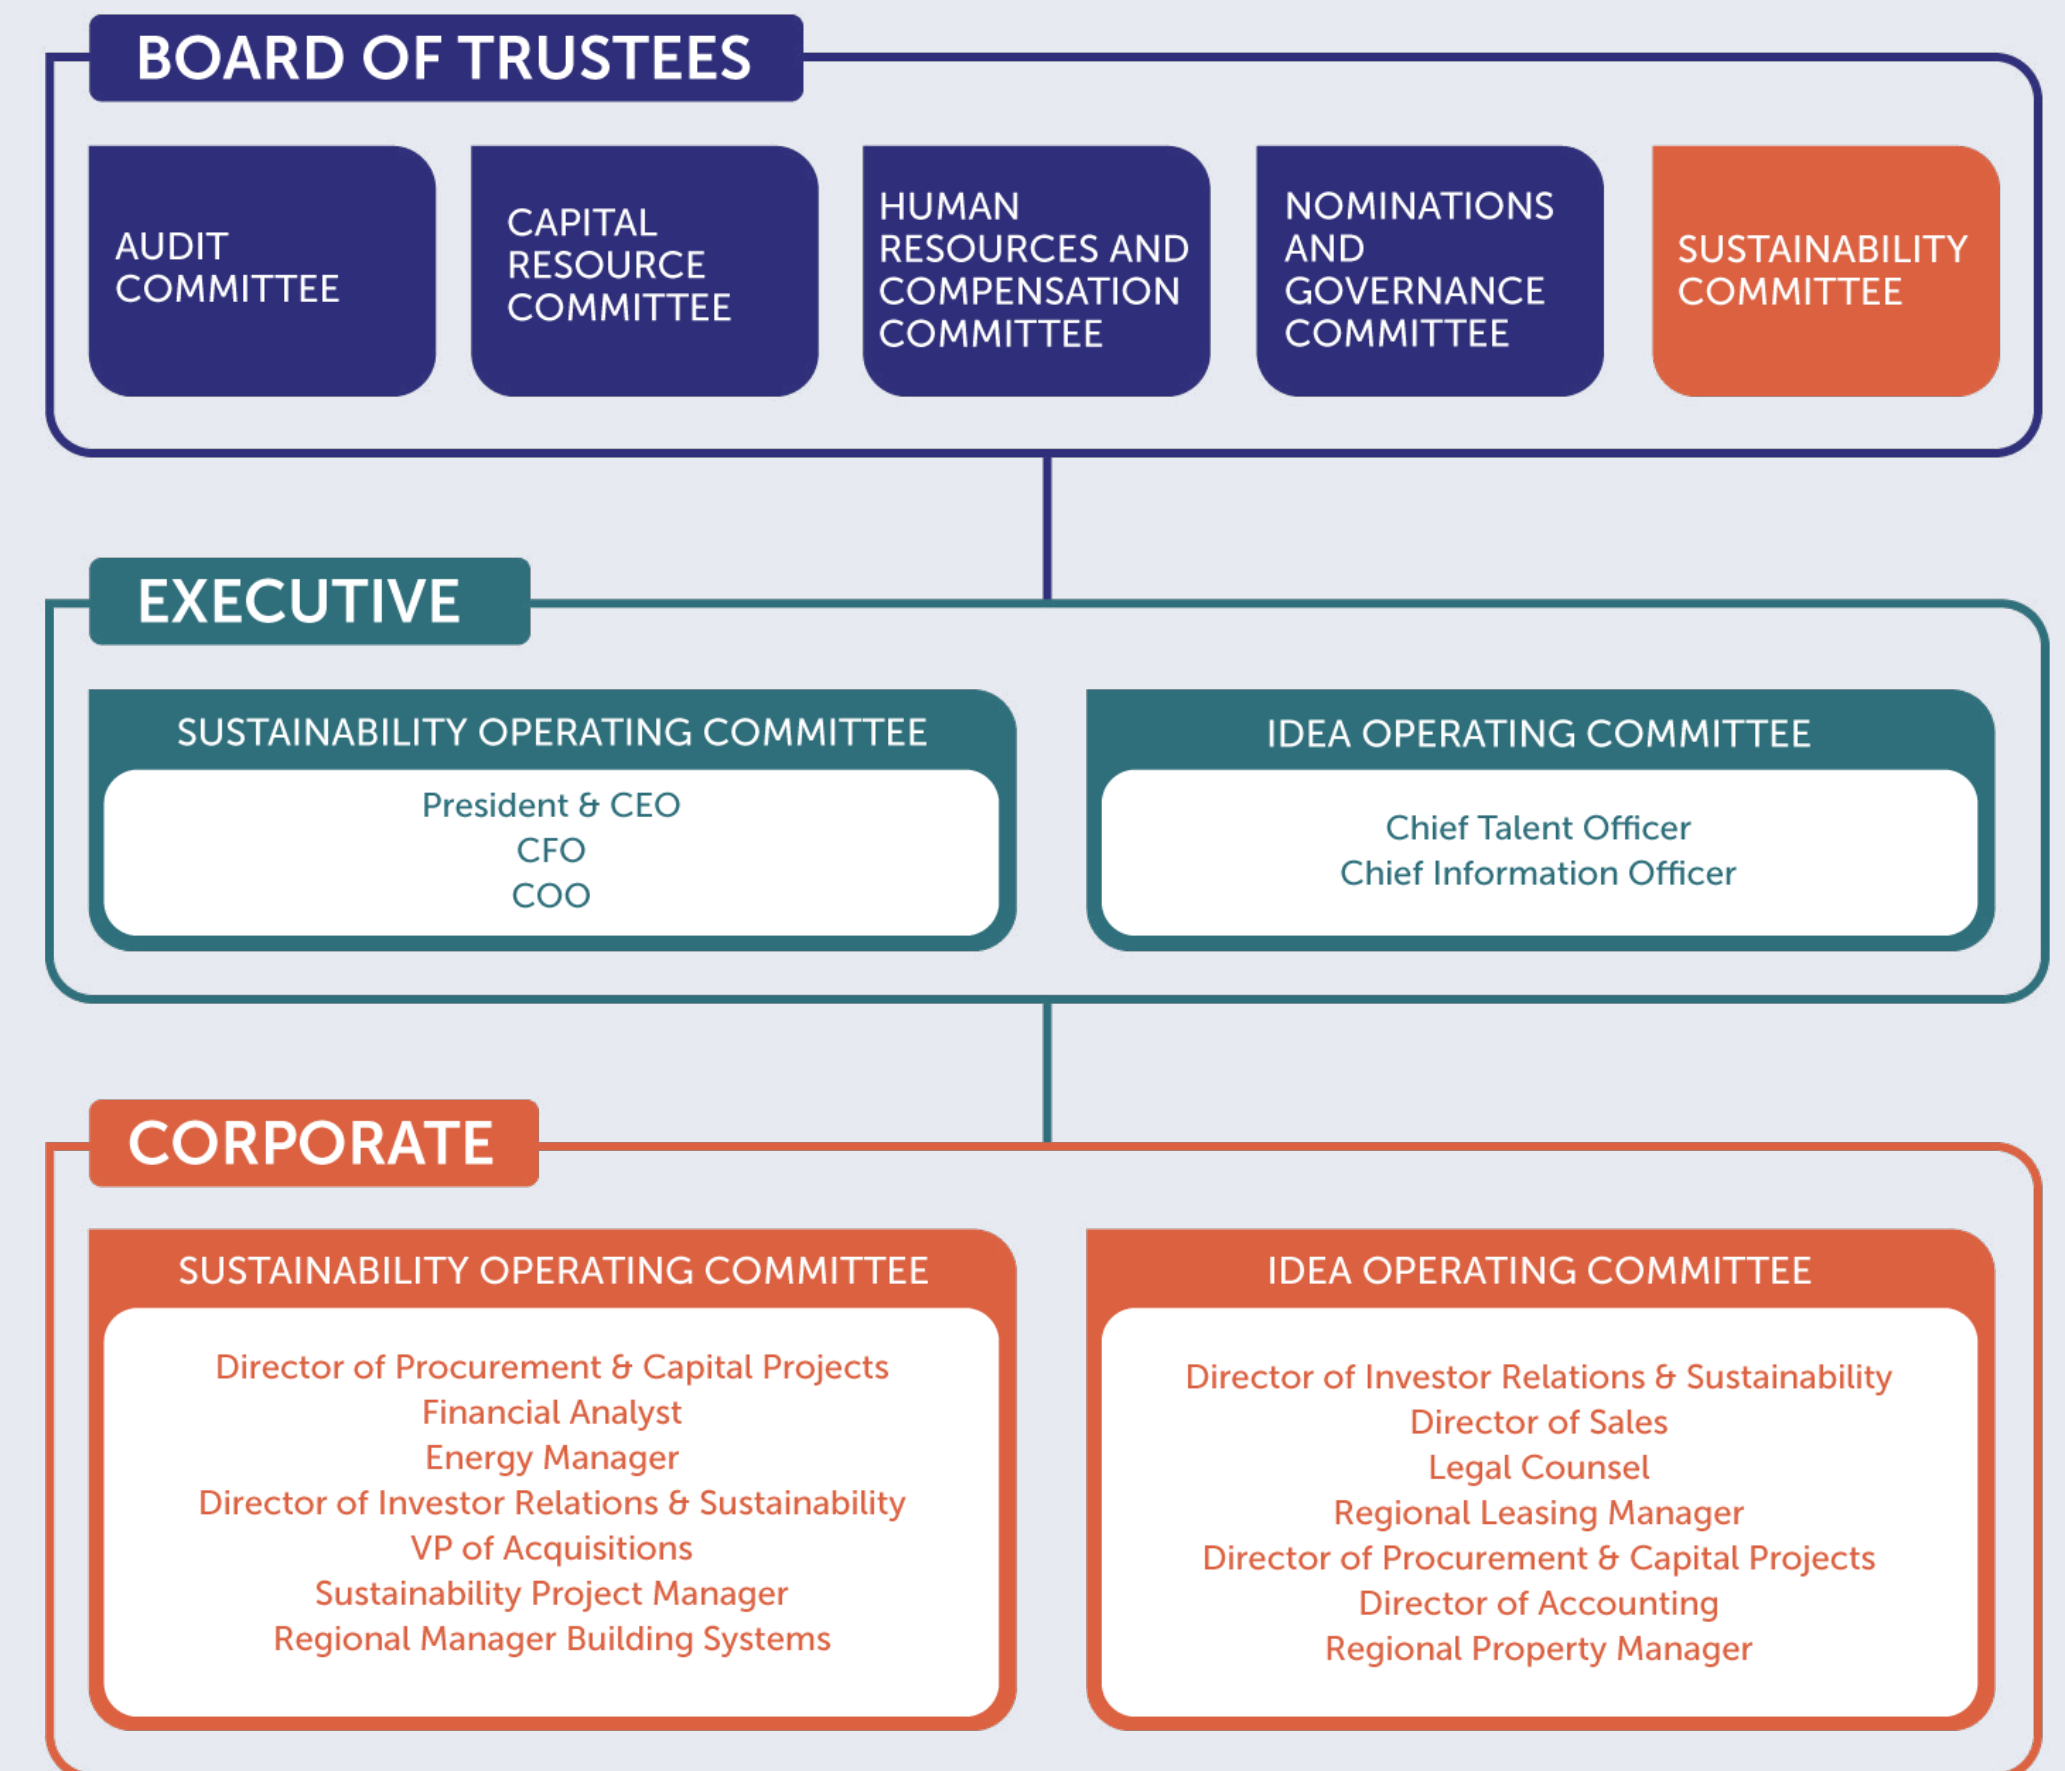 BOARD OF TRUSTEES
AUDIT
COMMITTEE
CAPITAL
RESOURCE
COMMITTEE
HUMAN
RESOURCES AND
COMPENSATION
COMMITTEE
NOMINATIONS
AND
GOVERNANCE
COMMITTEE
SUSTAINABILITY
COMMITTEE
EXECUTIVE
SUSTAINABILITY OPERATING COMMITTEE
President & CEO
CFO
COO
IDEA OPERATING COMMITTEE
Chief Talent Officer
Chief Information Officer
CORPORATE
SUSTAINABILITY OPERATING COMMITTEE
Director of Procurement & Capital Projects
Financial Analyst
Energy Manager
Director of Investor Relations & Sustainability
VP of Acquisitions
Sustainability Project Manager
Regional Manager Building Systems
IDEA OPERATING COMMITTEE
Director of Investor Relations & Sustainability
Director of Sales
Legal Counsel
Regional Leasing Manager
Director of Procurement & Capital Projects
Director of Accounting
Regional Property Manager